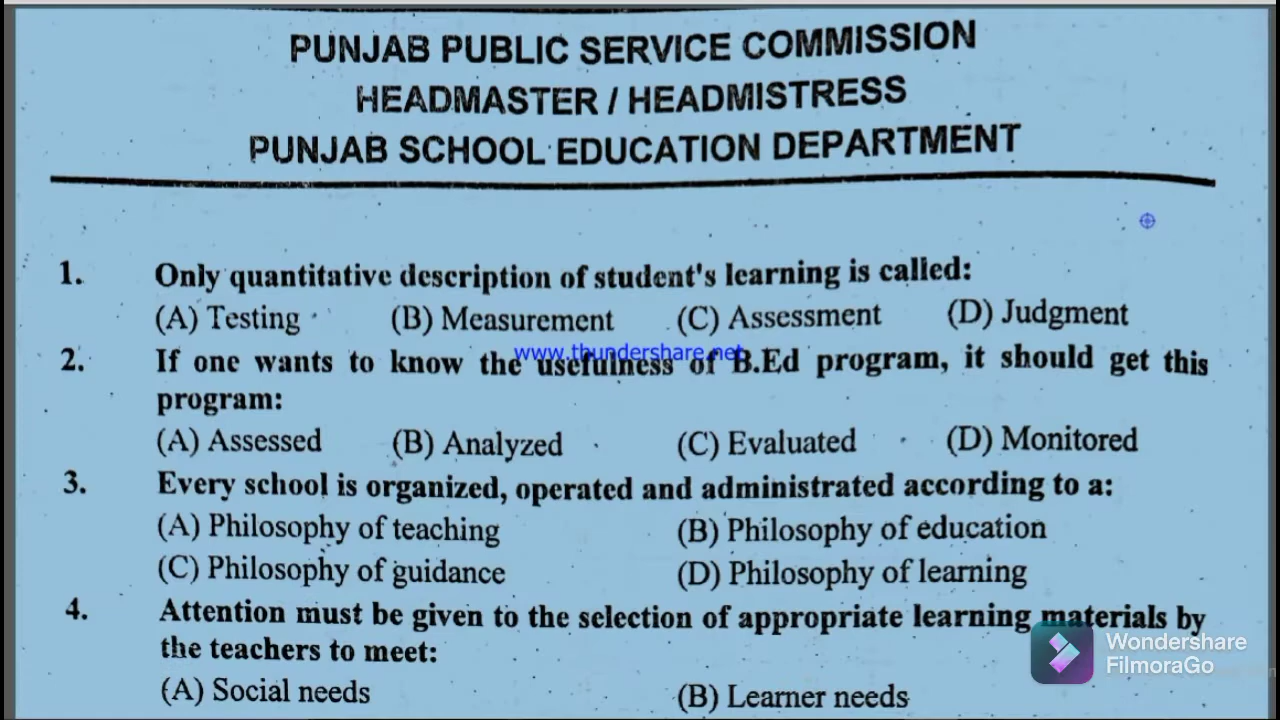 PUNJAB PUBLIC SERVICE COMMISSION
HEADMASTER / HEADMISTRESS
PUNJAB SCHOOL EDUCATION DEPARTMENT
1. Only quantitative description of student's learning is called:
(A) Testing (B) Measurement (C) Assessment (D) Judgment
www.thundershare.net
2. If one wants to know the usefulness of B.Ed program, it should get this
program:
(A) Assessed (B) Analyzed (C) Evaluated (D) Monitored
3. Every school is organized, operated and administrated according to a:
(A) Philosophy of teaching (B) Philosophy of education
(C) Philosophy of guidance (D) Philosophy of learning
4. Attention must be given to the selection of appropriate learning materials by
the teachers to meet:
(A) Social needs (B) Learner needs
Wondershare
FilmoraGo